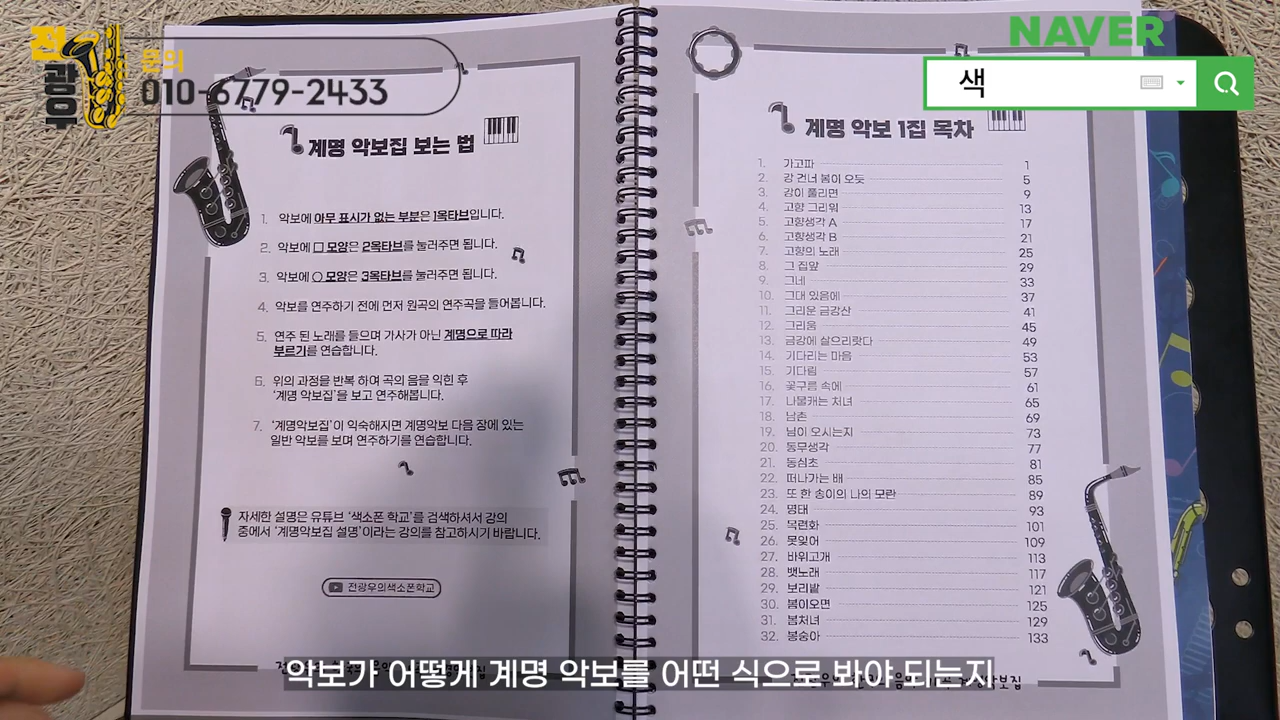 전광우
문의
010-6779-2433
NAVER
색
계명 악보집 보는 법
1. 악보에 아무 표시가 없는 부분은 1옥타브입니다.
2. 악보에 □ 모양은 2옥타브를 눌러주면 됩니다.
3. 악보에 ○ 모양은 3옥타브를 눌러주면 됩니다.
4. 악보를 연주하기 전에 먼저 원곡의 연주곡을 들어봅니다.
5. 연주 된 노래를 들으며 가사가 아닌 계명으로 따라
부르기를 연습합니다.
6. 위의 과정을 반복 하여 곡의 음을 익힌 후
'계명 악보집'을 보고 연주해봅니다.
7. '계명악보집'이 익숙해지면 계명악보 다음 장에 있는
일반 악보를 보며 연주하기를 연습합니다.
자세한 설명은 유튜브 '색소폰 학교'를 검색하셔서 강의
중에서 '계명악보집 설명'이라는 강의를 참고하시기 바랍니다.
전광우의색소폰학교
계명 악보 1집 목차
1. 가고파 1
2. 강 건너 봄이 오듯 5
3. 강이 풀리면 9
4. 고향 그리워 13
5. 고향생각 A 17
6. 고향생각 B 21
7. 고향의 노래 25
8. 그 집앞 29
9. 그네 33
10. 그대 있음에 37
11. 그리운 금강산 41
12. 그리움 45
13. 금강에 살으리랏다 49
14. 기다리는 마음 53
15. 기다림 57
16. 꽃구름 속에 61
17. 나물캐는 처녀 65
18. 남촌 69
19. 님이 오시는지 73
20. 동무생각 77
21. 동심초 81
22. 떠나가는 배 85
23. 또 한 송이의 나의 모란 89
24. 명태 93
25. 목련화 101
26. 못잊어 109
27. 바위고개 113
28. 뱃노래 117
29. 보리밭 121
30. 봄이오면 125
31. 봄처녀 129
32. 봉숭아 133
악보가 어떻게 계명 악보를 어떤 식으로 봐야 되는지